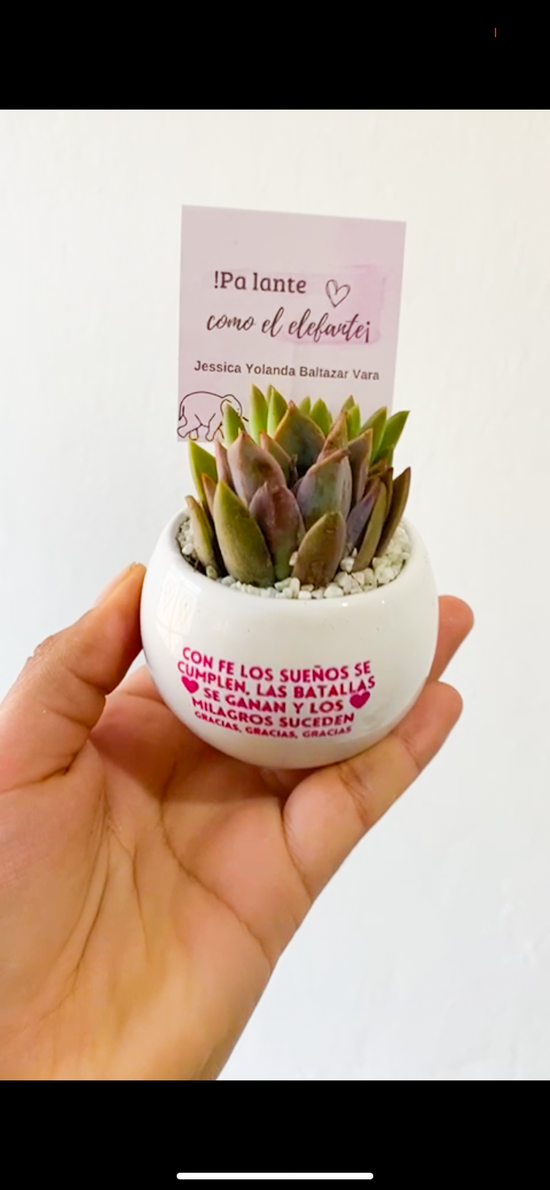 !Pa lante
como el elefante¡
Jessica Yolanda Baltazar Vara
CON FE LOS SUEÑOS SE
CUMPLEN, LAS BATALLAS
SE GANAN Y LOS
MILAGROS SUCEDEN
GRACIAS, GRACIAS, GRACIAS